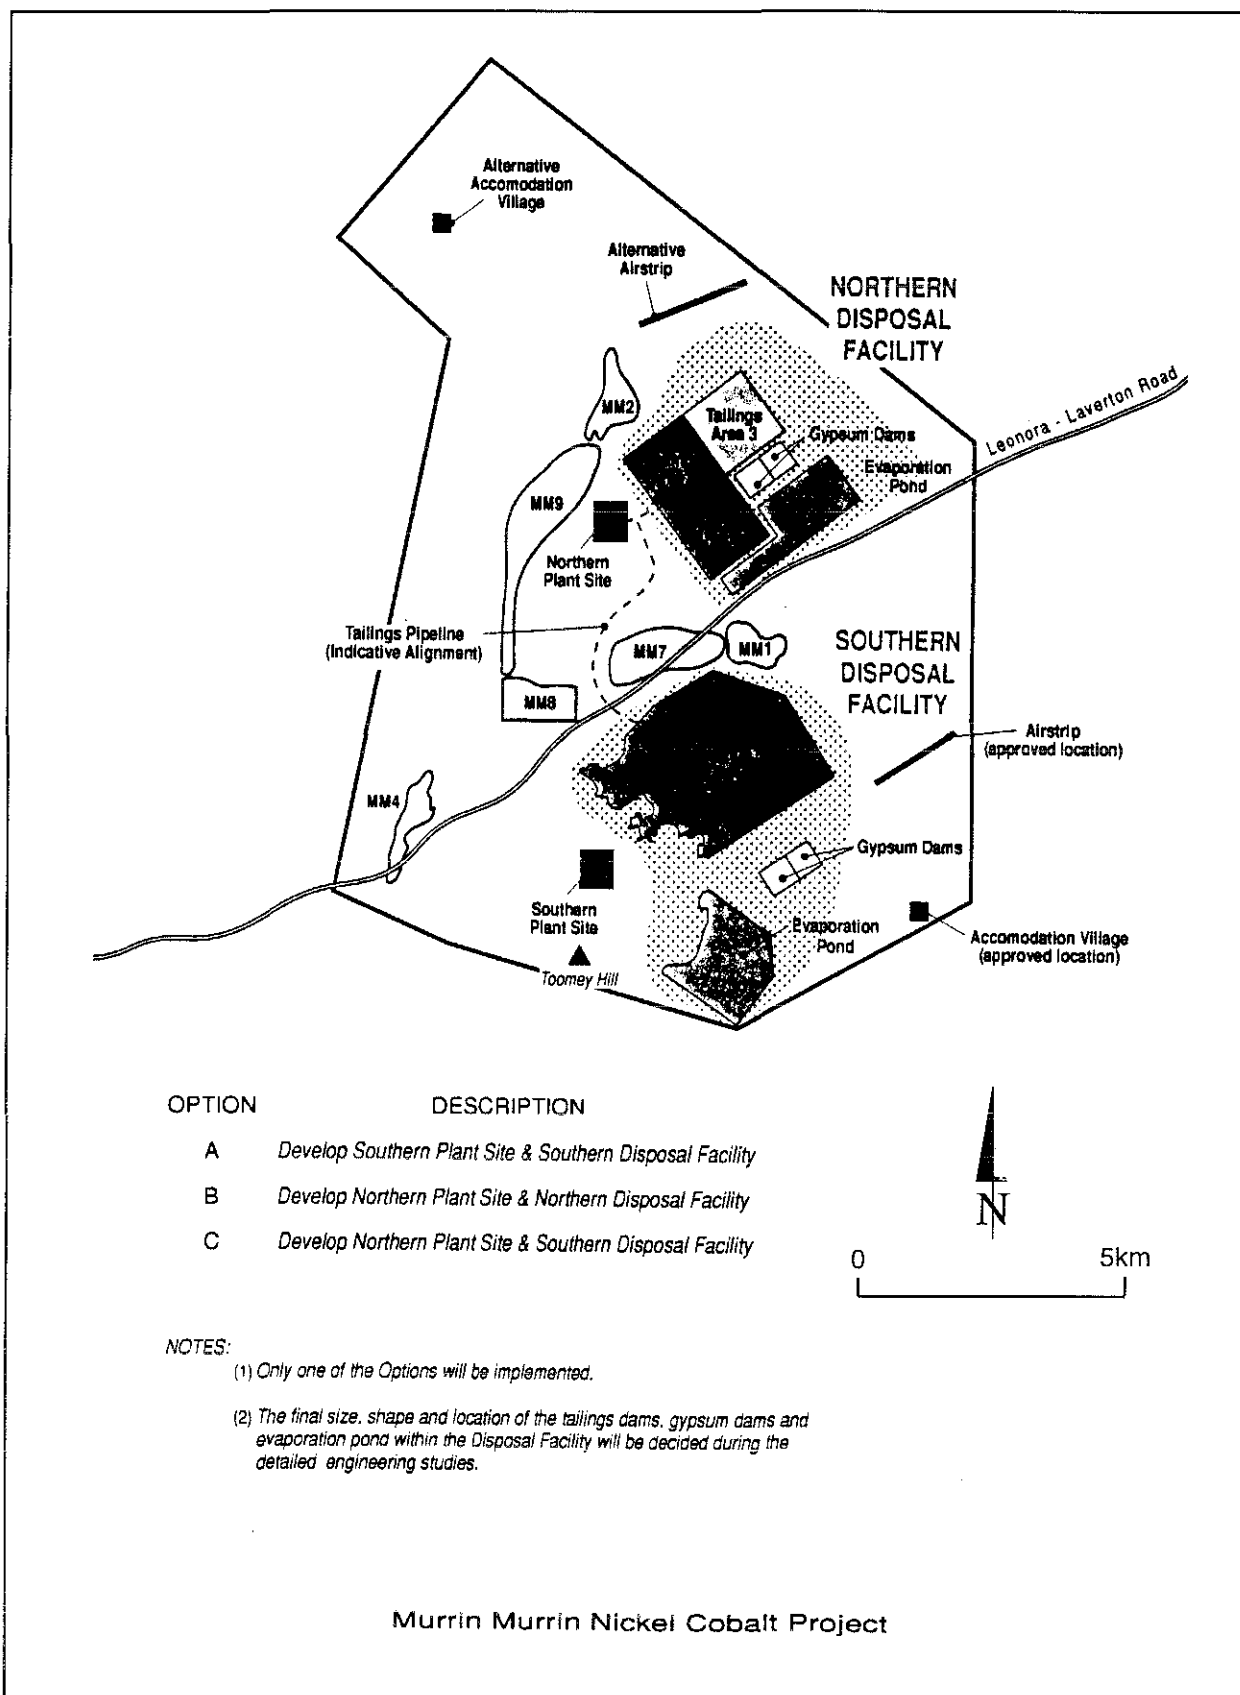 Alternative
Accomodation
Village
Alternative
Airstrip
NORTHERN
DISPOSAL
FACILITY
Leonora - Laverton Road
MM2
Tailings
Area 3
Gypsum Dams
Evaporation
Pond
MM9
Northern
Plant Site
Tailings Pipeline
(Indicative Alignment)
MM7
MM1
SOUTHERN
DISPOSAL
FACILITY
MM8
Airstrip
(approved location)
MM4
Gypsum Dams
Southern
Plant Site
Evaporation
Pond
Accomodation Village
(approved location)
Toomey Hill
OPTION DESCRIPTION
A Develop Southern Plant Site & Southern Disposal Facility
B Develop Northern Plant Site & Northern Disposal Facility
C Develop Northern Plant Site & Southern Disposal Facility
N
0 5km
NOTES:
(1) Only one of the Options will be implemented.
(2) The final size, shape and location of the tailings dams, gypsum dams and
evaporation pond within the Disposal Facility will be decided during the
detailed engineering studies.
Murrin Murrin Nickel Cobalt Project